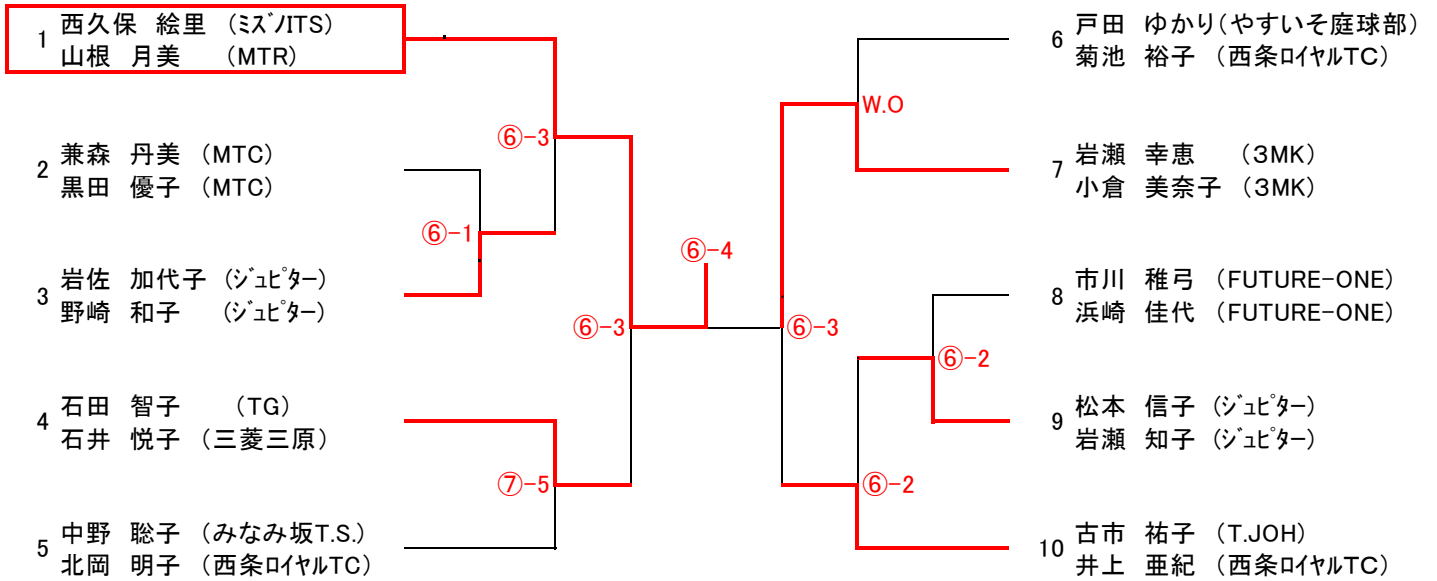 1
西久保 絵里 (ミズノITS)
山根 月美 (MTR)
2
兼森 丹美 (MTC)
黒田 優子 (MTC)
3
岩佐 加代子 (ジュピター)
野崎 和子 (ジュピター)
4
石田 智子 (TG)
石井 悦子 (三菱三原)
5
中野 聡子 (みなみ坂T.S.)
北岡 明子 (西条ロイヤルTC)
⑥-3
⑥-1
⑥-3
⑦-5
⑥-4
W.O
⑥-3
⑥-2
⑥-2
6
戸田 ゆかり(やすいそ庭球部)
菊池 裕子 (西条ロイヤルTC)
7
岩瀬 幸恵 (3MK)
小倉 美奈子 (3MK)
8
市川 稚弓 (FUTURE-ONE)
浜崎 佳代 (FUTURE-ONE)
9
松本 信子 (ジュピター)
岩瀬 知子 (ジュピター)
10
古市 祐子 (T.JOH)
井上 亜紀 (西条ロイヤルTC)